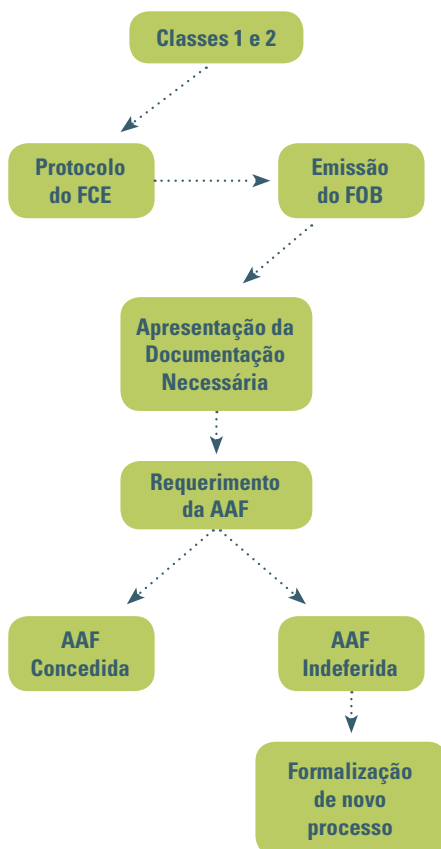 Classes 1 e 2
Protocolo
do FCE
Emissão
do FOB
Apresentação da
Documentação
Necessária
Requerimento
da AAF
AAF
Concedida
AAF
Indeferida
Formalização
de novo
processo